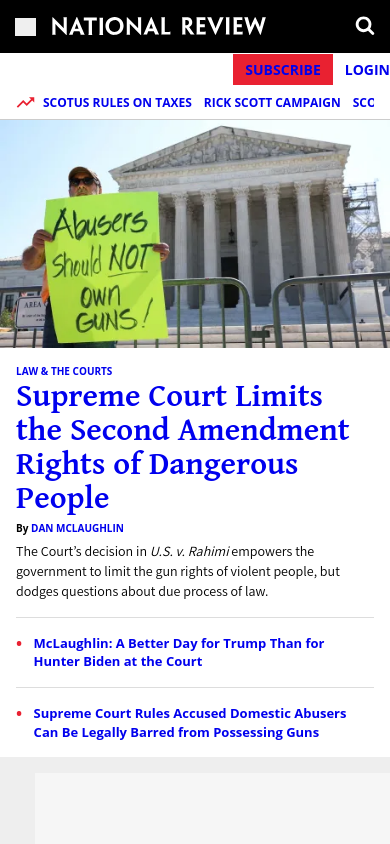 NATIONAL REVIEW
SUBSCRIBE LOGIN
SCOTUS RULES ON TAXES RICK SCOTT CAMPAIGN
Abusers
should NOT
own
GUNS!
AREA
LAW & THE COURTS
Supreme Court Limits
the Second Amendment
Rights of Dangerous
People
By DAN MCLAUGHLIN
The Court's decision in U.S. v. Rahimi empowers the
government to limit the gun rights of violent people, but
dodges questions about due process of law.
• McLaughlin: A Better Day for Trump Than for
Hunter Biden at the Court
• Supreme Court Rules Accused Domestic Abusers
Can Be Legally Barred from Possessing Guns